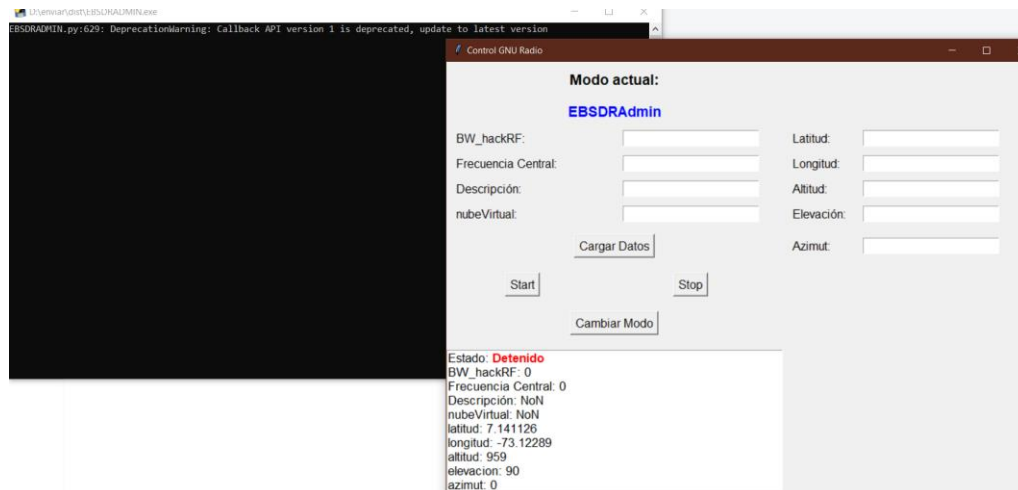 D:\enviar\dist\EBSDRADMIN.exe
EBSDRADMIN.py:629: DeprecationWarning: Callback API version 1 is deprecated, update to latest version
Control GNU Radio
Modo actual:
EBSDRAdmin
BW_hackRF:
Latitud:
Frecuencia Central:
Longitud:
Descripción:
Altitud:
nubeVirtual:
Elevación:
Cargar Datos
Azimut:
Start
Stop
Cambiar Modo
Estado: Detenido
BW_hackRF: 0
Frecuencia Central: 0
Descripción: NoN
nubeVirtual: NoN
latitud: 7.141126
longitud: -73.12289
altitud: 959
elevacion: 90
azimut: 0